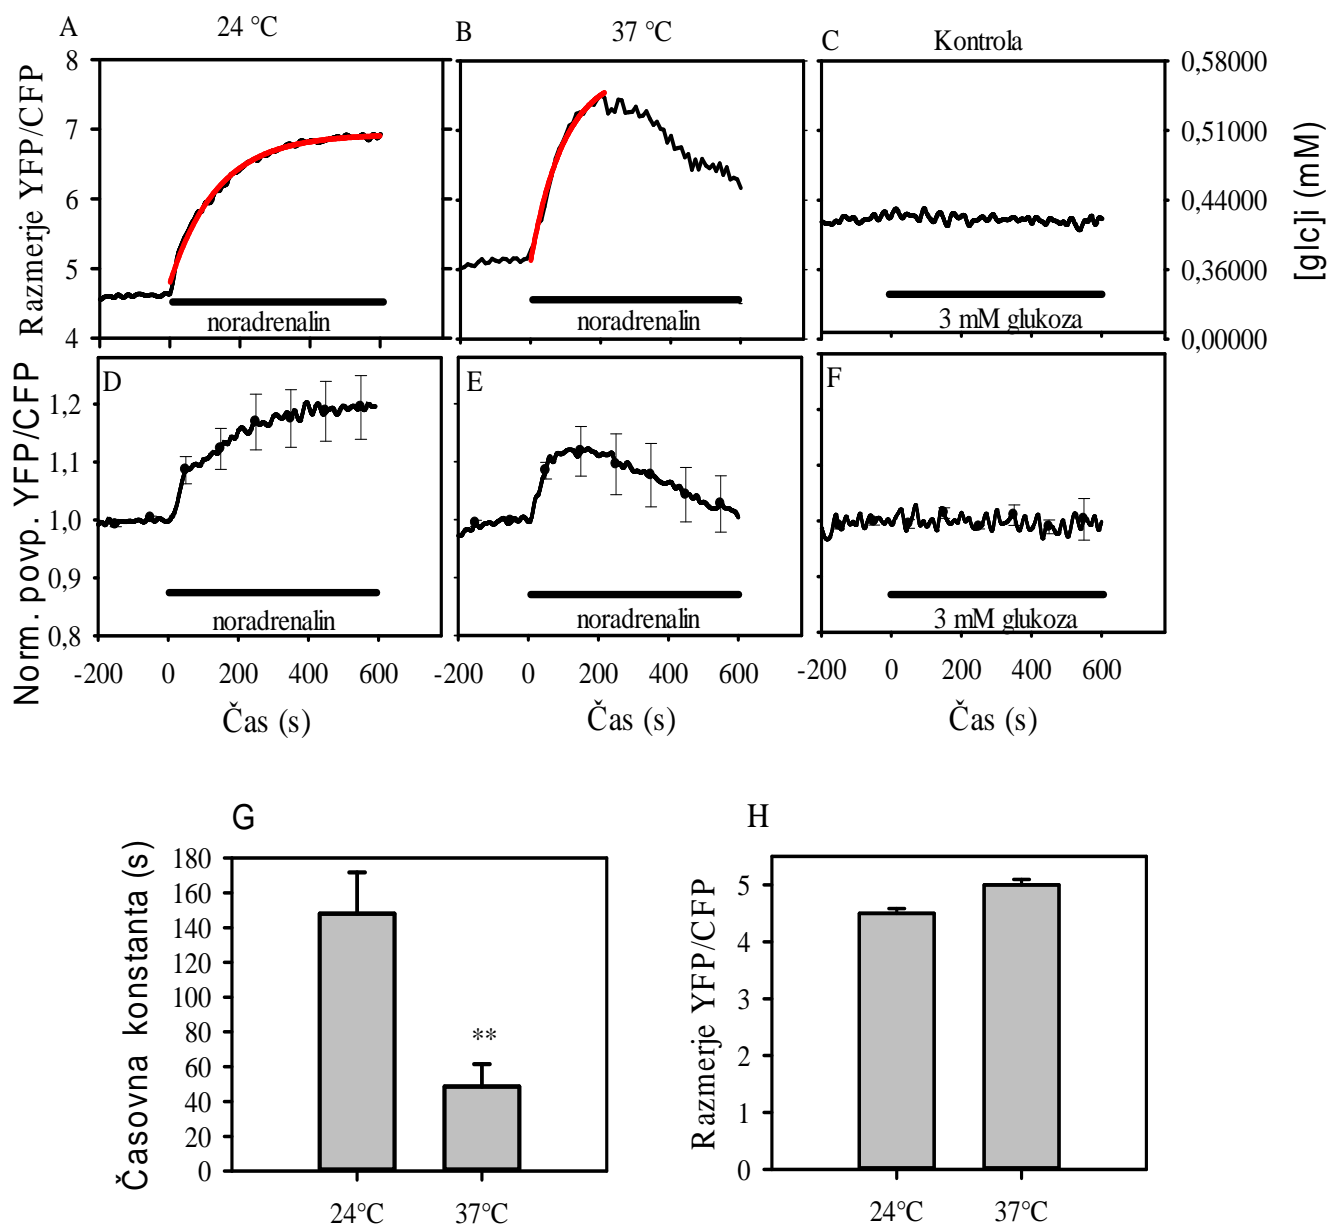 A 24 °C
B 37 °C
C Kontrola
Razmerje YFP/CFP
8
7
6
5
4
noradrenalin
noradrenalin
3 mM glukoza
0,58000
0,51000
0,44000
0,36000
0,00000
[glc]i (mM)
D
E
F
Norm. povp. YFP/CFP
1,2
1,1
1,0
0,9
0,8
noradrenalin
noradrenalin
3 mM glukoza
-200 0 200 400 600
-200 0 200 400 600
-200 0 200 400 600
Čas (s)
Čas (s)
Čas (s)
G
Časovna konstanta (s)
180
160
140
120
100
80
60
40
20
0
**
24°C 37°C
H
Razmerje YFP/CFP
5
4
3
2
1
0
24°C 37°C